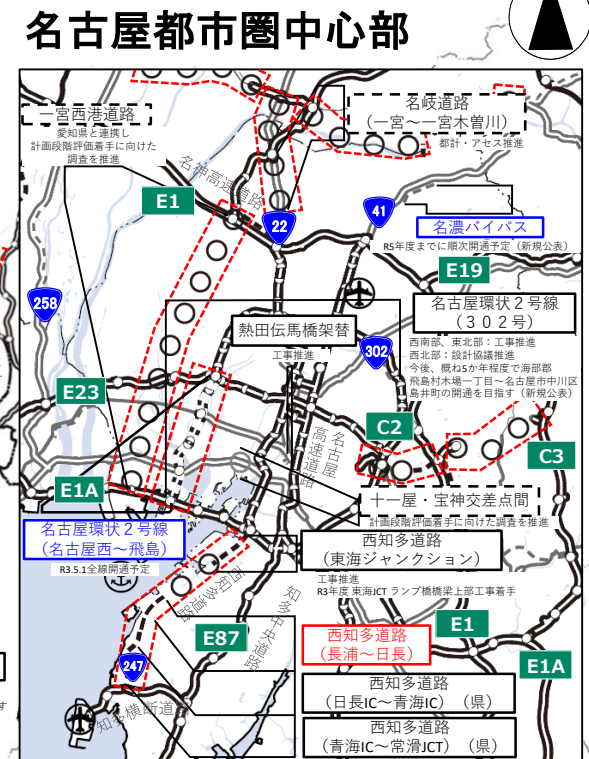 名古屋都市圏中心部
一宮西港道路
愛知県と連携し
計画段階評価着手に向けた
調査を推進
名岐道路
（一宮～一宮木曽川）
都計・アセス推進
名神高速道路
E1
22
41
名濃バイパス
R5年度までに順次開通予定（新規公表）
E19
258
名古屋環状２号線
（３０２号）
西南部、東北部：工事推進
西北部：設計協議推進
今後、概ね5か年程度で海部郡
飛島村木場一丁目～名古屋市中川区
島井町の開通を目指す（新規公表）
熱田伝馬橋架替
工事推進
302
E23
名古屋高速道路
C2
C3
E1A
十一屋・宝神交差点間
計画段階評価着手に向けた調査を推進
名古屋環状２号線
（名古屋西～飛島）
R3.5.1全線開通予定
西知多道路
（東海ジャンクション）
工事推進
R3年度 東海JCT ランプ橋橋梁上部工事着手
西知多道路
知多中央道路
E87
E1
E1A
247
西知多道路
（長浦～日長）
西知多道路
（日長IC～青海IC）（県）
知多横断道路
西知多道路
（青海IC～常滑JCT）（県）
す